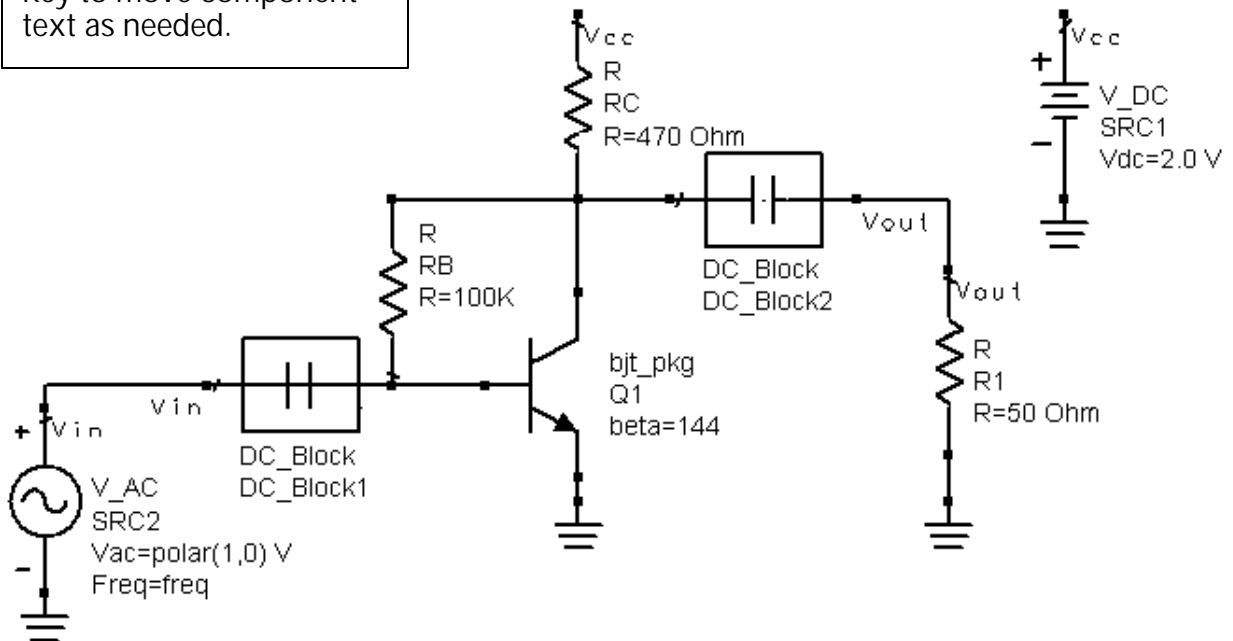 key to move component
text as needed.
Vcc
R
RC
R=470 Ohm
Vcc
+
V_DC
SRC1
Vdc=2.0 V
-
R
RB
R=100K
DC_Block
DC_Block2
Vout
Vout
R
R1
R=50 Ohm
bjt_pkg
Q1
beta=144
Vin
DC_Block
DC_Block1
Vin
+
V_AC
SRC2
Vac=polar(1,0) V
Freq=freq
-